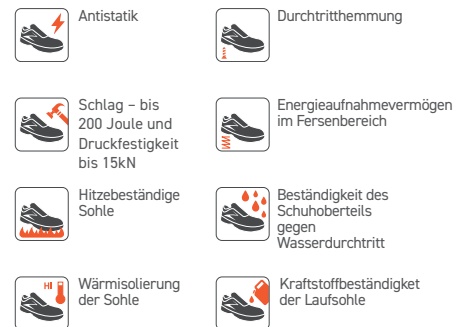 Antistatik
Durchtritthemmung
Schlag – bis
200 Joule und
Druckfestigkeit
bis 15kN
Energieaufnahmevermögen
im Fersenbereich
Hitzebeständige
Sohle
Beständigkeit des
Schuhoberteils
gegen
Wasserdurchtritt
HI
Wärmisolierung
der Sohle
Kraftstoffbeständigket
der Laufsohle